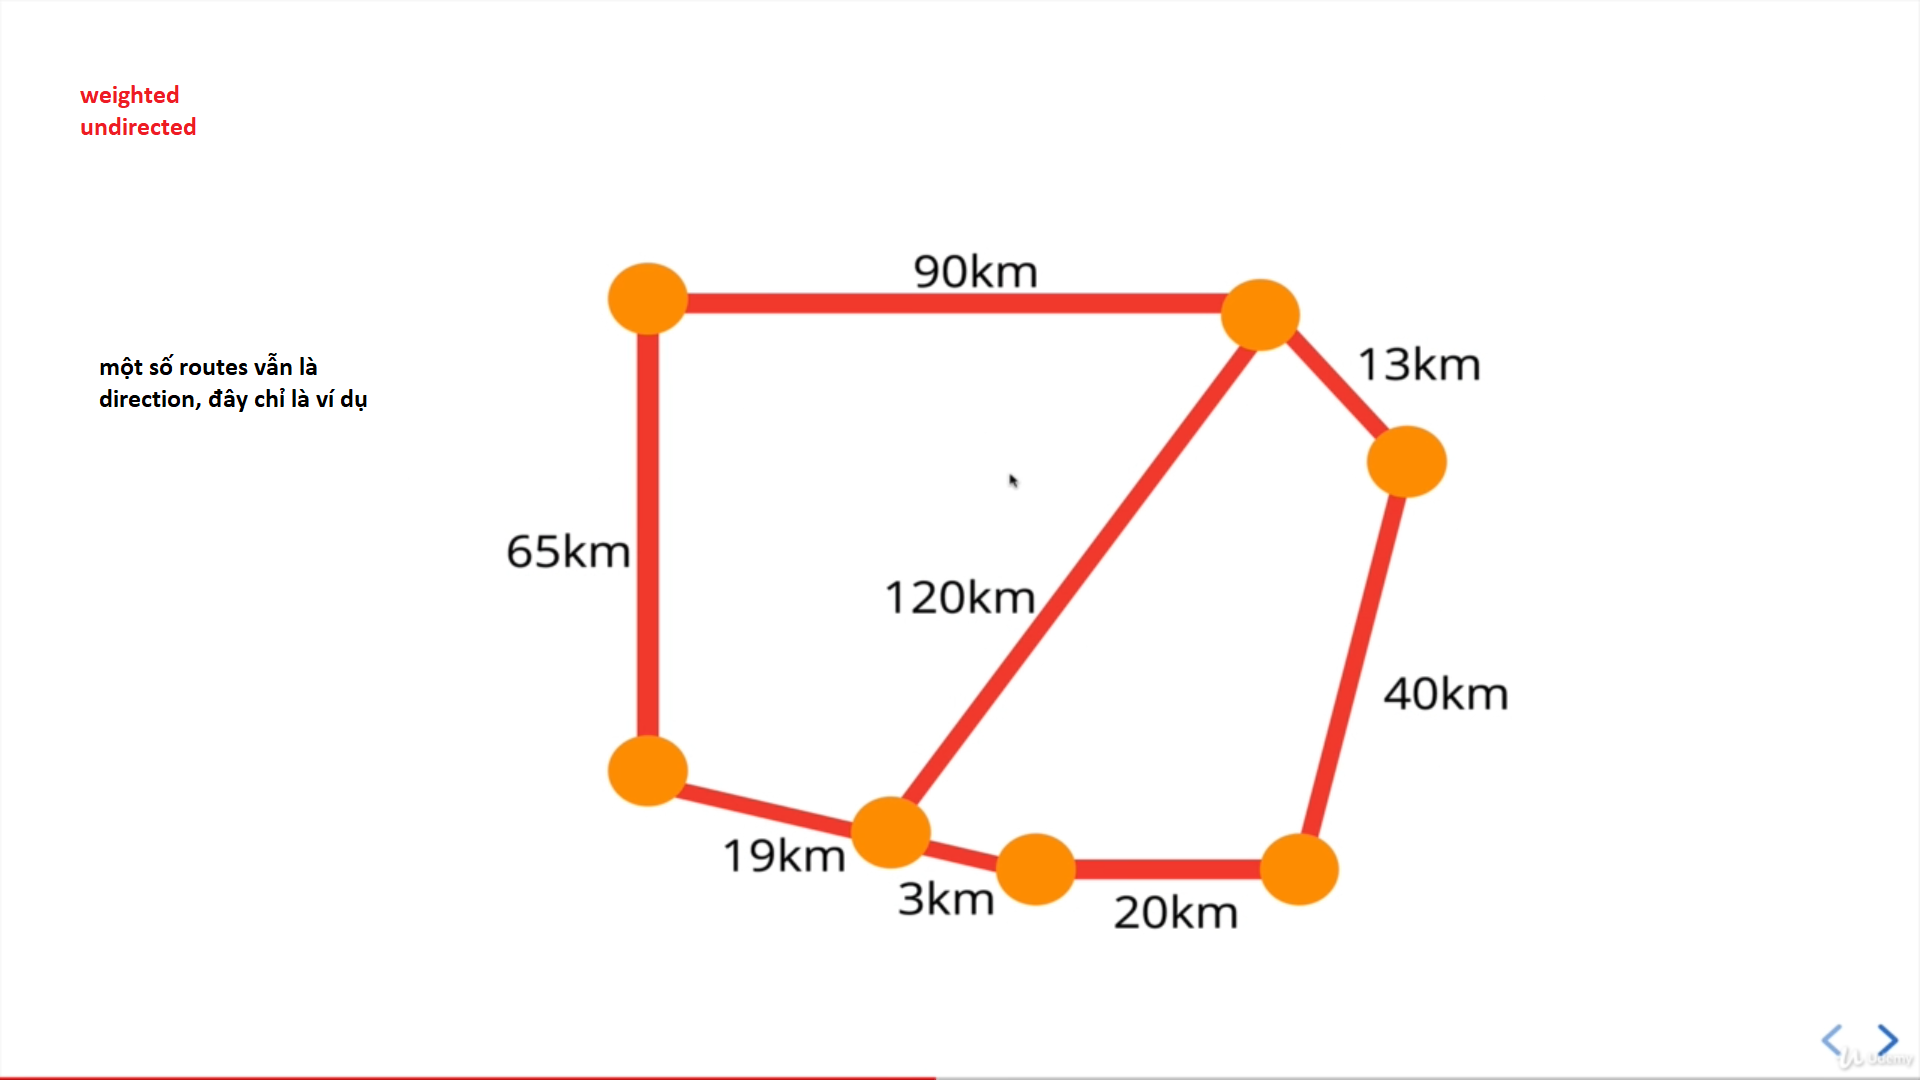 weighted
undirected
90km
13km
một số routes vẫn là
direction, đây chỉ là ví dụ
65km
120km
40km
19km
3km
20km
Udemy